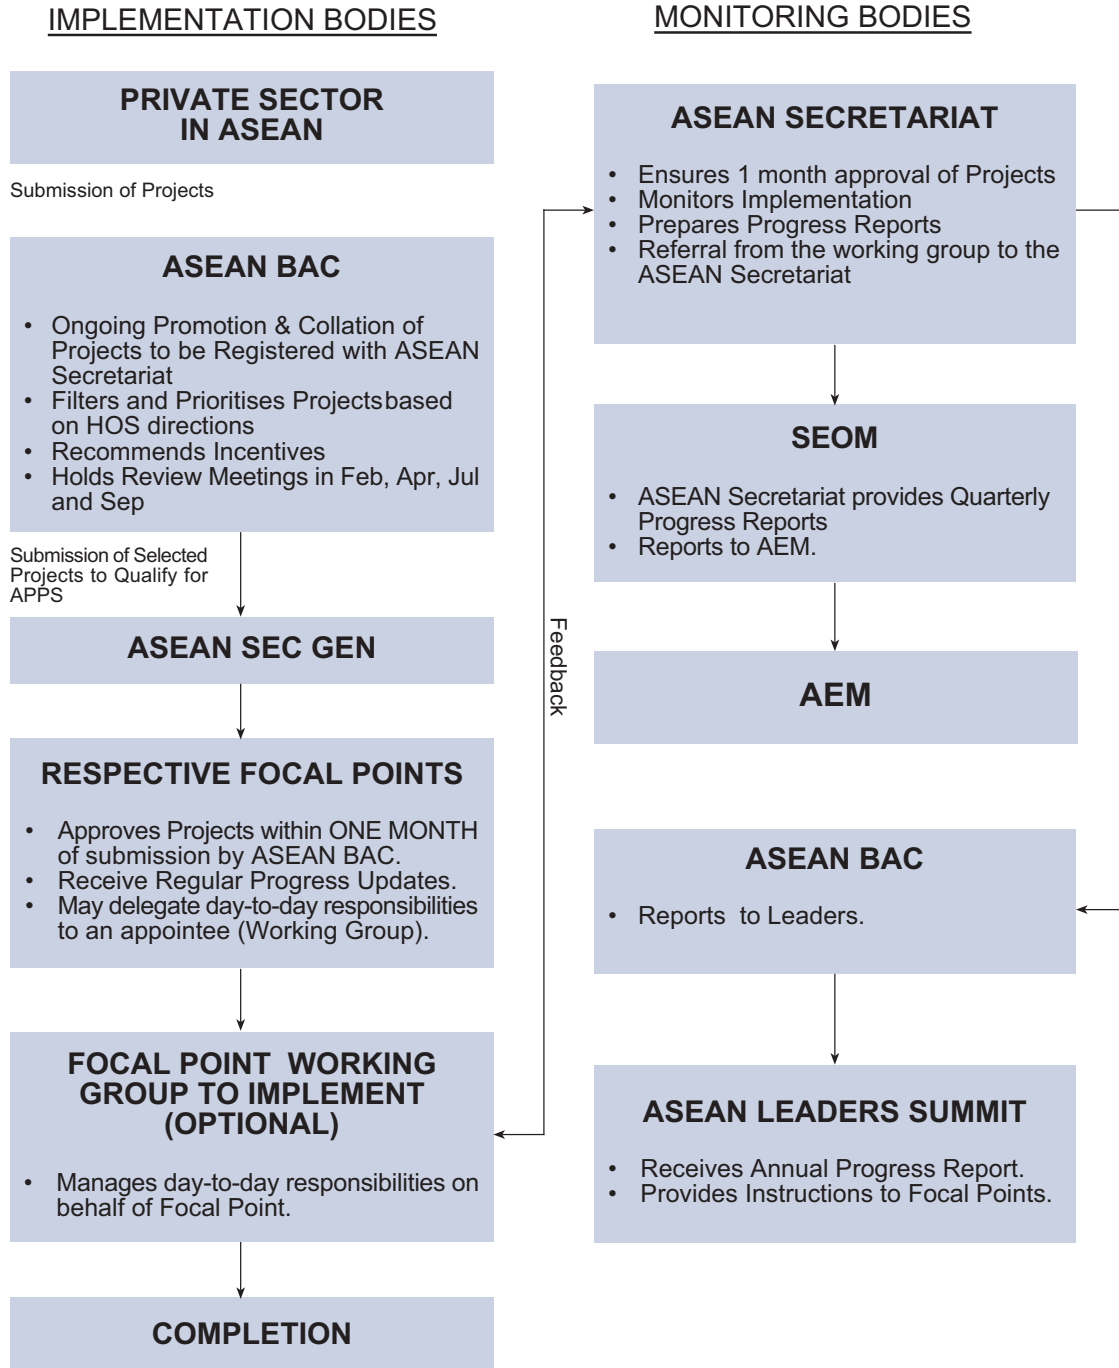 IMPLEMENTATION BODIES
PRIVATE SECTOR
IN ASEAN
Submission of Projects
ASEAN BAC
• Ongoing Promotion & Collation of
Projects to be Registered with ASEAN
Secretariat
• Filters and Prioritises Projectsbased
on HOS directions
• Recommends Incentives
• Holds Review Meetings in Feb, Apr, Jul
and Sep
Submission of Selected
Projects to Qualify for
APPS
ASEAN SEC GEN
RESPECTIVE FOCAL POINTS
• Approves Projects within ONE MONTH
of submission by ASEAN BAC.
• Receive Regular Progress Updates.
• May delegate day-to-day responsibilities
to an appointee (Working Group).
FOCAL POINT WORKING
GROUP TO IMPLEMENT
(OPTIONAL)
• Manages day-to-day responsibilities on
behalf of Focal Point.
COMPLETION
Feedback
MONITORING BODIES
ASEAN SECRETARIAT
• Ensures 1 month approval of Projects
• Monitors Implementation
• Prepares Progress Reports
• Referral from the working group to the
ASEAN Secretariat
SEOM
• ASEAN Secretariat provides Quarterly
Progress Reports
• Reports to AEM.
AEM
ASEAN BAC
• Reports to Leaders.
ASEAN LEADERS SUMMIT
• Receives Annual Progress Report.
• Provides Instructions to Focal Points.